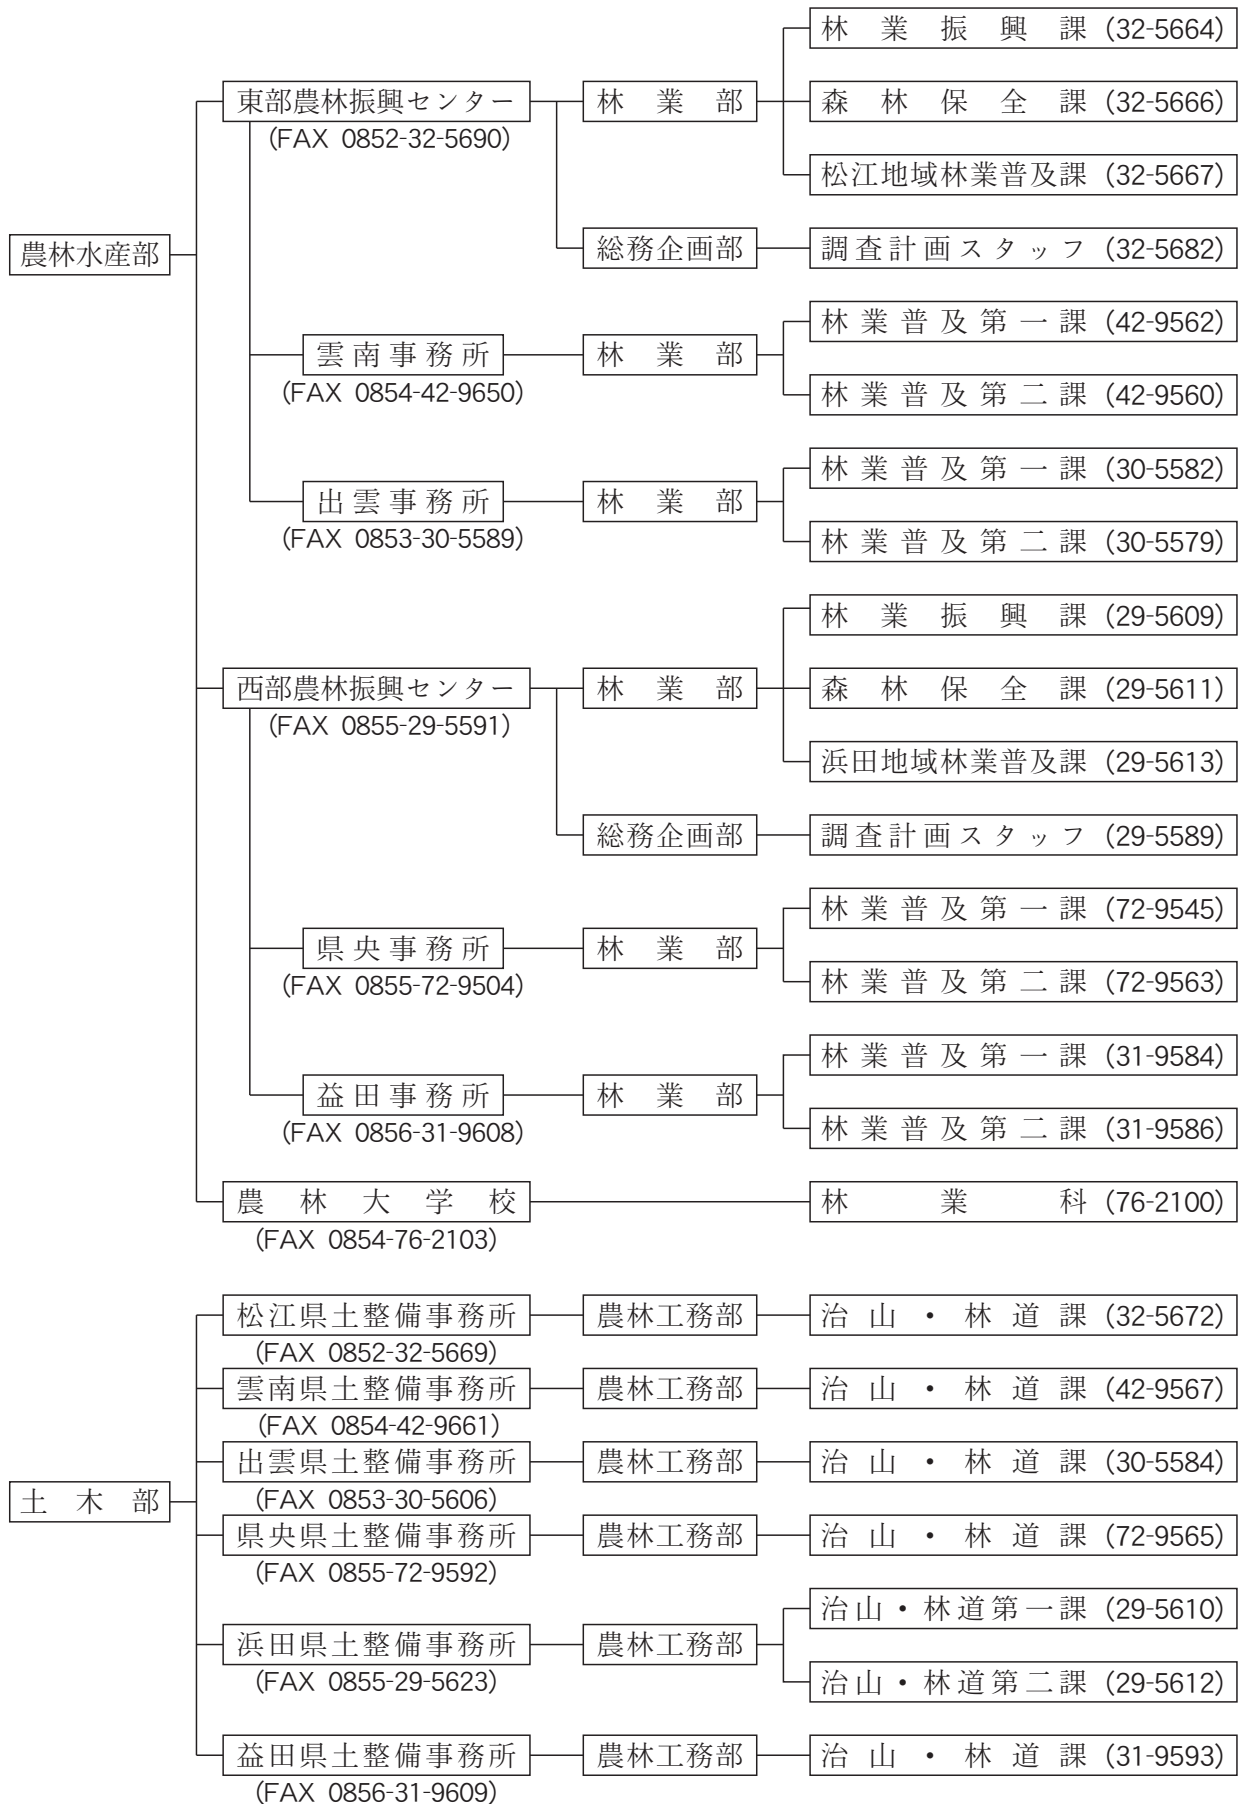 林業振興課 (32-5664)
東部農林振興センター 林業部 森林保全課 (32-5666)
(FAX 0852-32-5690)
松江地域林業普及課 (32-5667)
農林水産部 総務企画部 調査計画スタッフ (32-5682)
林業普及第一課 (42-9562)
雲南事務所 林業部
(FAX 0854-42-9650) 林業普及第二課 (42-9560)
林業普及第一課 (30-5582)
出雲事務所 林業部
(FAX 0853-30-5589) 林業普及第二課 (30-5579)
林業振興課 (29-5609)
西部農林振興センター 林業部 森林保全課 (29-5611)
(FAX 0855-29-5591)
浜田地域林業普及課 (29-5613)
総務企画部 調査計画スタッフ (29-5589)
林業普及第一課 (72-9545)
県央事務所 林業部
(FAX 0855-72-9504) 林業普及第二課 (72-9563)
林業普及第一課 (31-9584)
益田事務所 林業部
(FAX 0856-31-9608) 林業普及第二課 (31-9586)
農林大学校 林業科 (76-2100)
(FAX 0854-76-2103)
松江県土整備事務所 農林工務部 治山・林道課 (32-5672)
(FAX 0852-32-5669)
雲南県土整備事務所 農林工務部 治山・林道課 (42-9567)
(FAX 0854-42-9661)
出雲県土整備事務所 農林工務部 治山・林道課 (30-5584)
土木部
(FAX 0853-30-5606)
県央県土整備事務所 農林工務部 治山・林道課 (72-9565)
(FAX 0855-72-9592)
治山・林道第一課 (29-5610)
浜田県土整備事務所 農林工務部
(FAX 0855-29-5623) 治山・林道第二課 (29-5612)
益田県土整備事務所 農林工務部 治山・林道課 (31-9593)
(FAX 0856-31-9609)